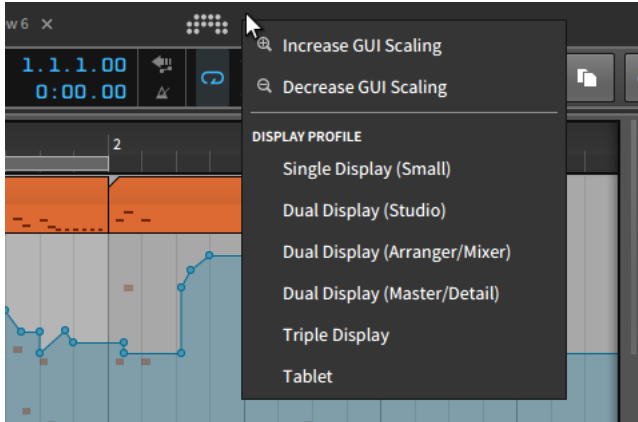 w6 ×
Increase GUI Scaling
1.1.1.00
0:00.00
Decrease GUI Scaling
DISPLAY PROFILE
2
Single Display (Small)
Dual Display (Studio)
Dual Display (Arranger/Mixer)
Dual Display (Master/Detail)
Triple Display
Tablet